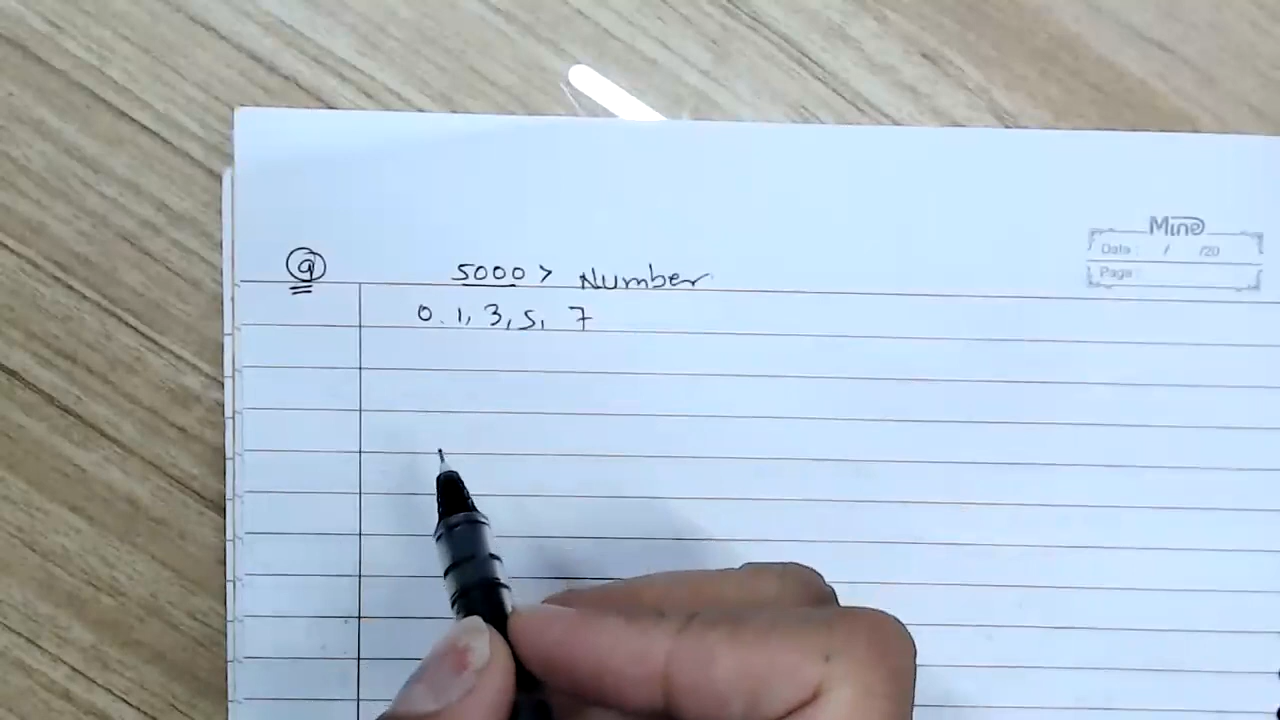 Mine
Date : / /20
Page :
9 5000 > Number
0. 1, 3, 5, 7